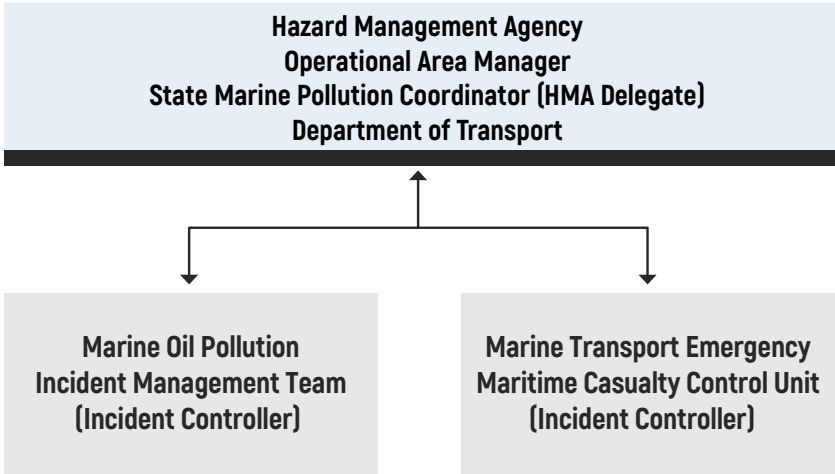 Hazard Management Agency
Operational Area Manager
State Marine Pollution Coordinator (HMA Delegate)
Department of Transport
Marine Oil Pollution
Incident Management Team
(Incident Controller)
Marine Transport Emergency
Maritime Casualty Control Unit
(Incident Controller)